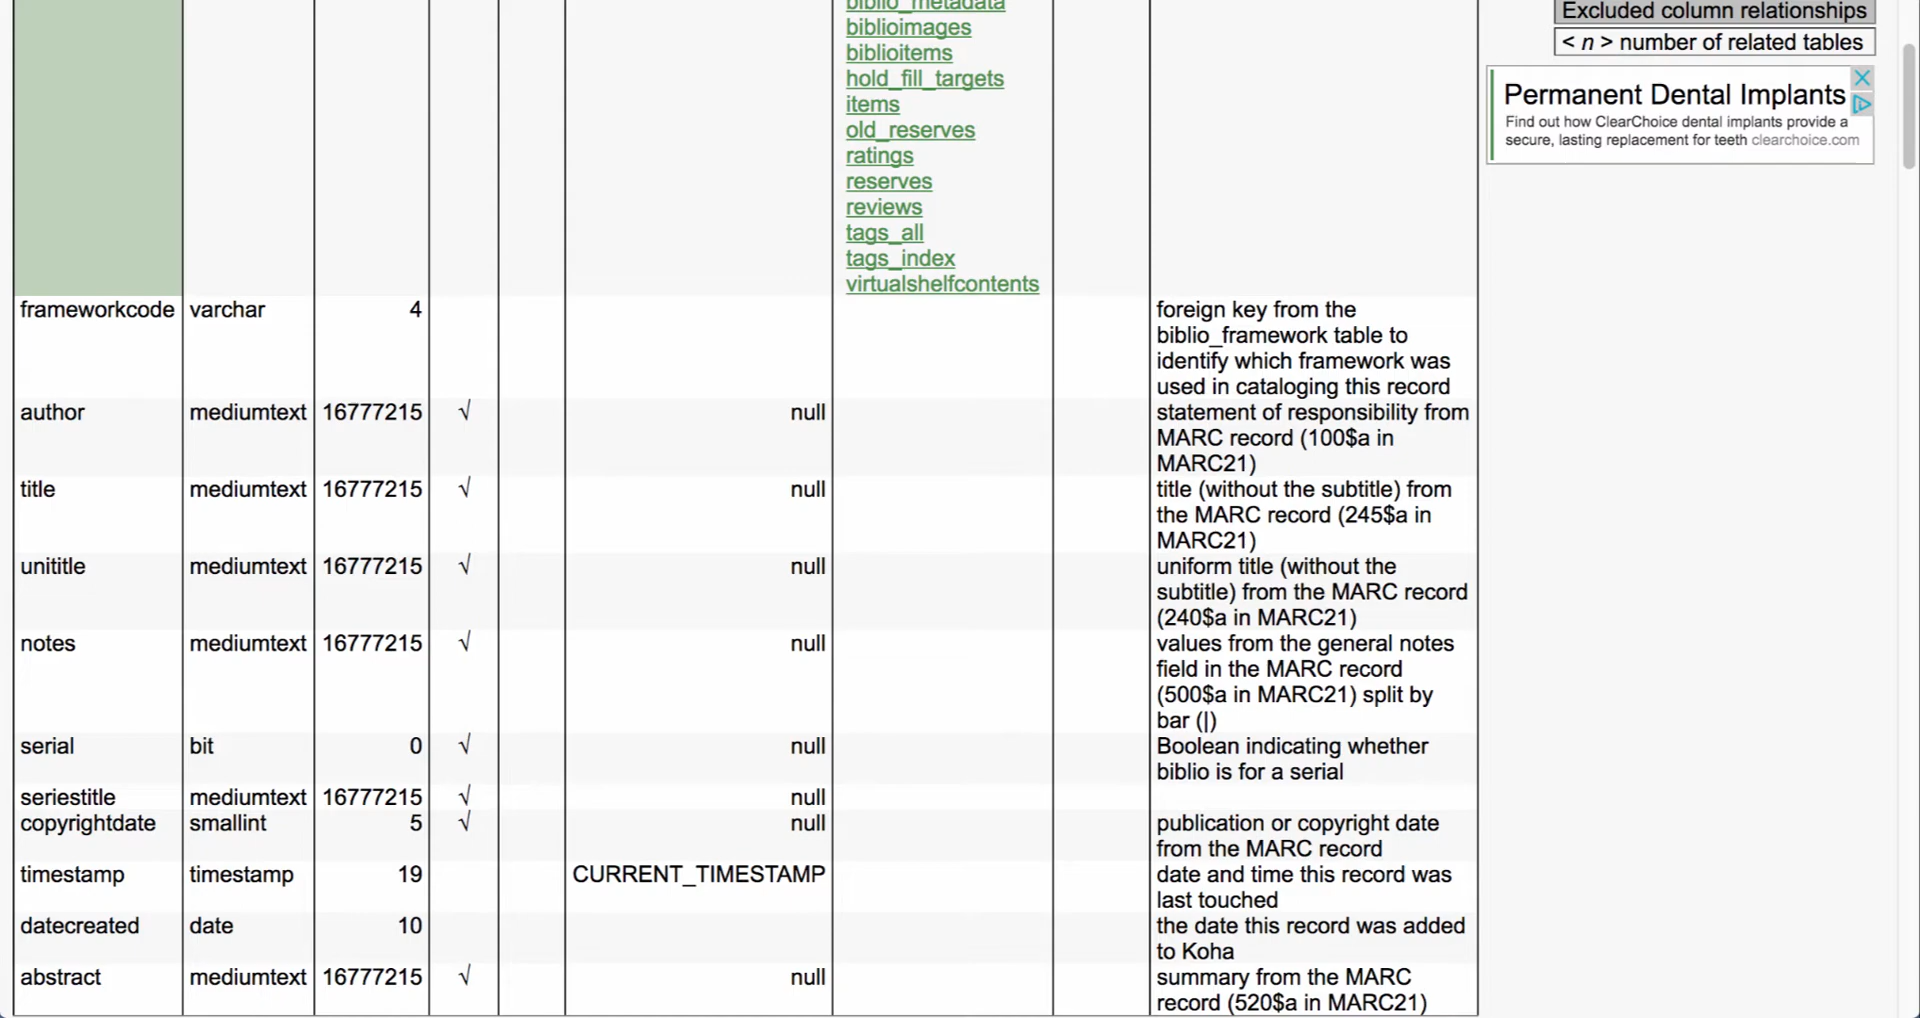 biblio_metadata
biblioimages
biblioitems
hold_fill_targets
items
old_reserves
ratings
reserves
reviews
tags_all
tags_index
virtualshelfcontents
frameworkcode varchar 4 foreign key from the
biblio_framework table to
identify which framework was
used in cataloging this record
author mediumtext 16777215 √ null statement of responsibility from
MARC record (100$a in
MARC21)
title mediumtext 16777215 √ null title (without the subtitle) from
the MARC record (245$a in
MARC21)
unititle mediumtext 16777215 √ null uniform title (without the
subtitle) from the MARC record
(240$a in MARC21)
notes mediumtext 16777215 √ null values from the general notes
field in the MARC record
(500$a in MARC21) split by
bar (|)
serial bit 0 √ null Boolean indicating whether
biblio is for a serial
seriestitle mediumtext 16777215 √ null
copyrightdate smallint 5 √ null publication or copyright date
from the MARC record
timestamp timestamp 19 CURRENT_TIMESTAMP date and time this record was
last touched
datecreated date 10 the date this record was added
to Koha
abstract mediumtext 16777215 √ null summary from the MARC
record (520$a in MARC21)
Excluded column relationships
< n > number of related tables
Permanent Dental Implants
Find out how ClearChoice dental implants provide a
secure, lasting replacement for teeth clearchoice.com